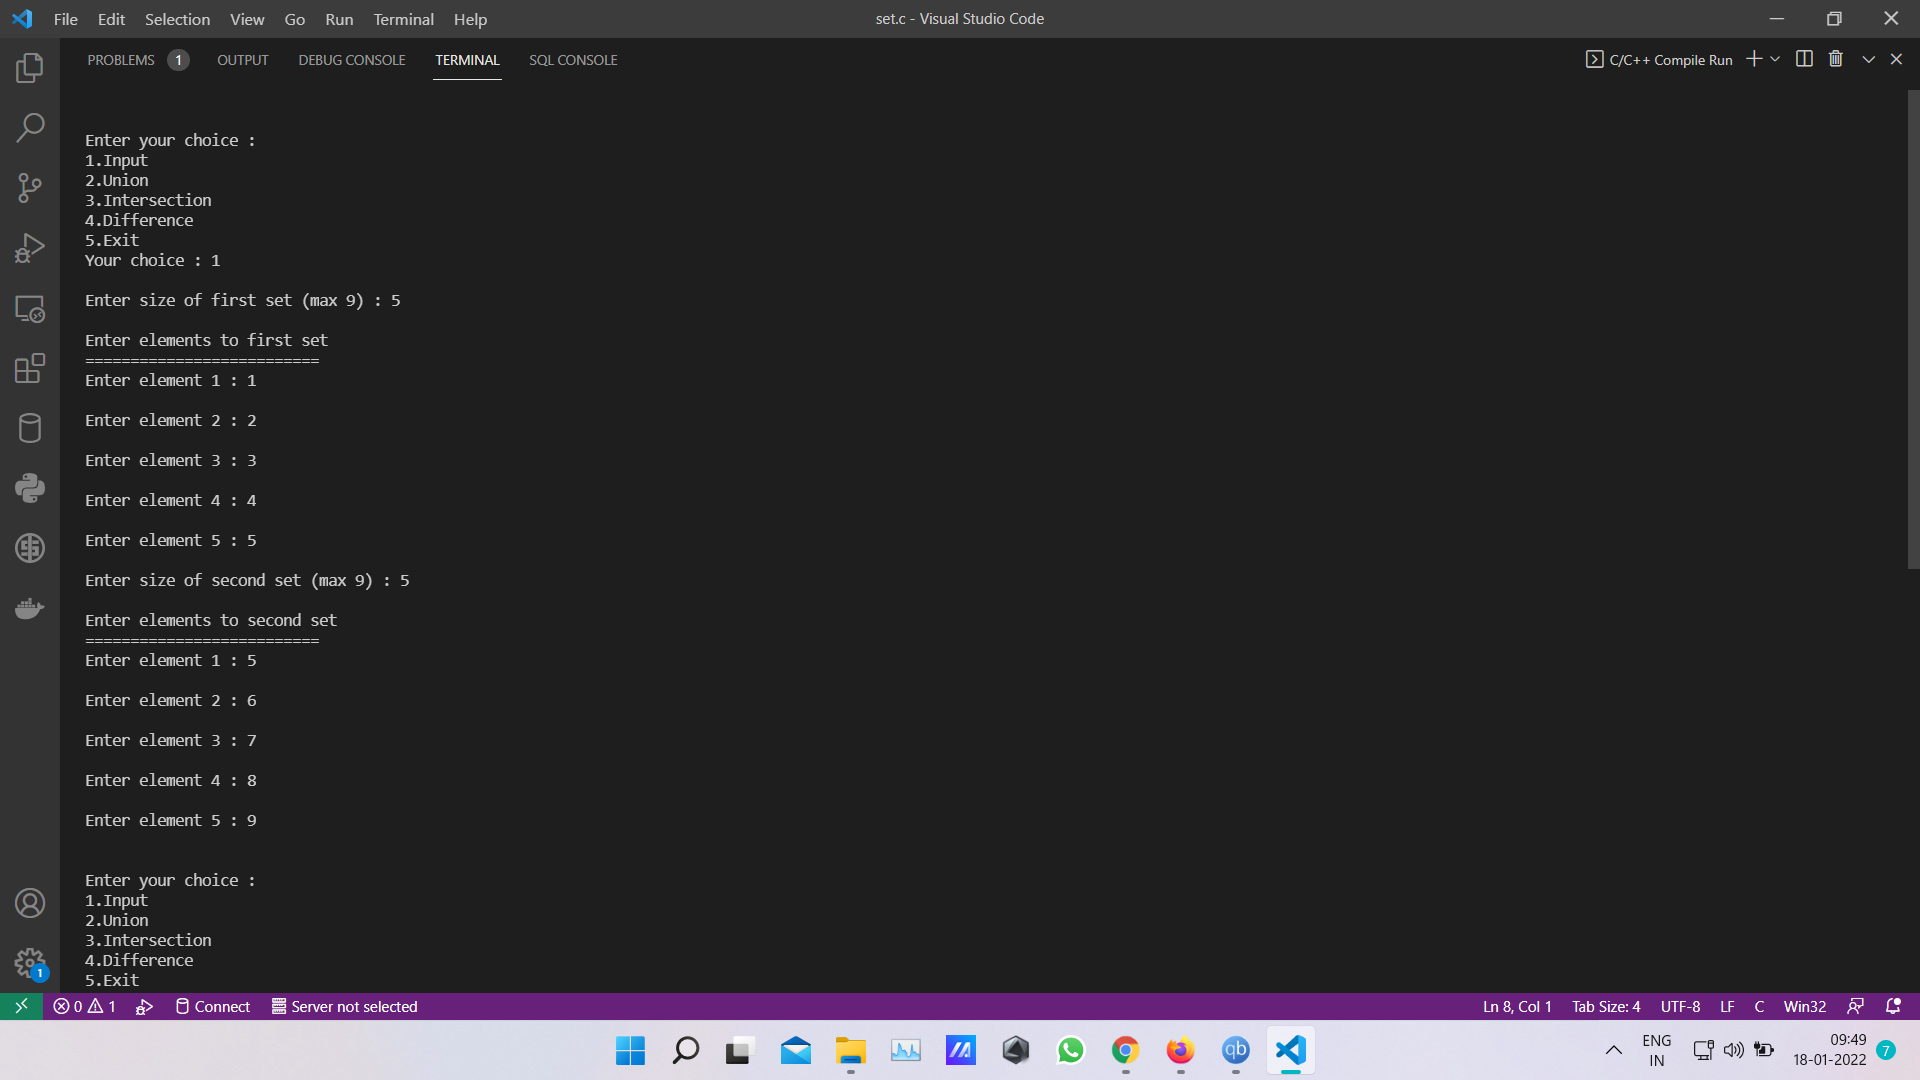 File Edit Selection View Go Run Terminal Help
set.c - Visual Studio Code
PROBLEMS 1 OUTPUT DEBUG CONSOLE TERMINAL SQL CONSOLE
C/C++ Compile Run
Enter your choice :
1.Input
2.Union
3.Intersection
4.Difference
5.Exit
Your choice : 1
Enter size of first set (max 9) : 5
Enter elements to first set
==========================
Enter element 1 : 1
Enter element 2 : 2
Enter element 3 : 3
Enter element 4 : 4
Enter element 5 : 5
Enter size of second set (max 9) : 5
Enter elements to second set
==========================
Enter element 1 : 5
Enter element 2 : 6
Enter element 3 : 7
Enter element 4 : 8
Enter element 5 : 9
Enter your choice :
1.Input
2.Union
3.Intersection
4.Difference
5.Exit
1
0 1 Connect Server not selected
Ln 8, Col 1 Tab Size: 4 UTF-8 LF C Win32
qb
ENG
IN
09:49
18-01-2022
7